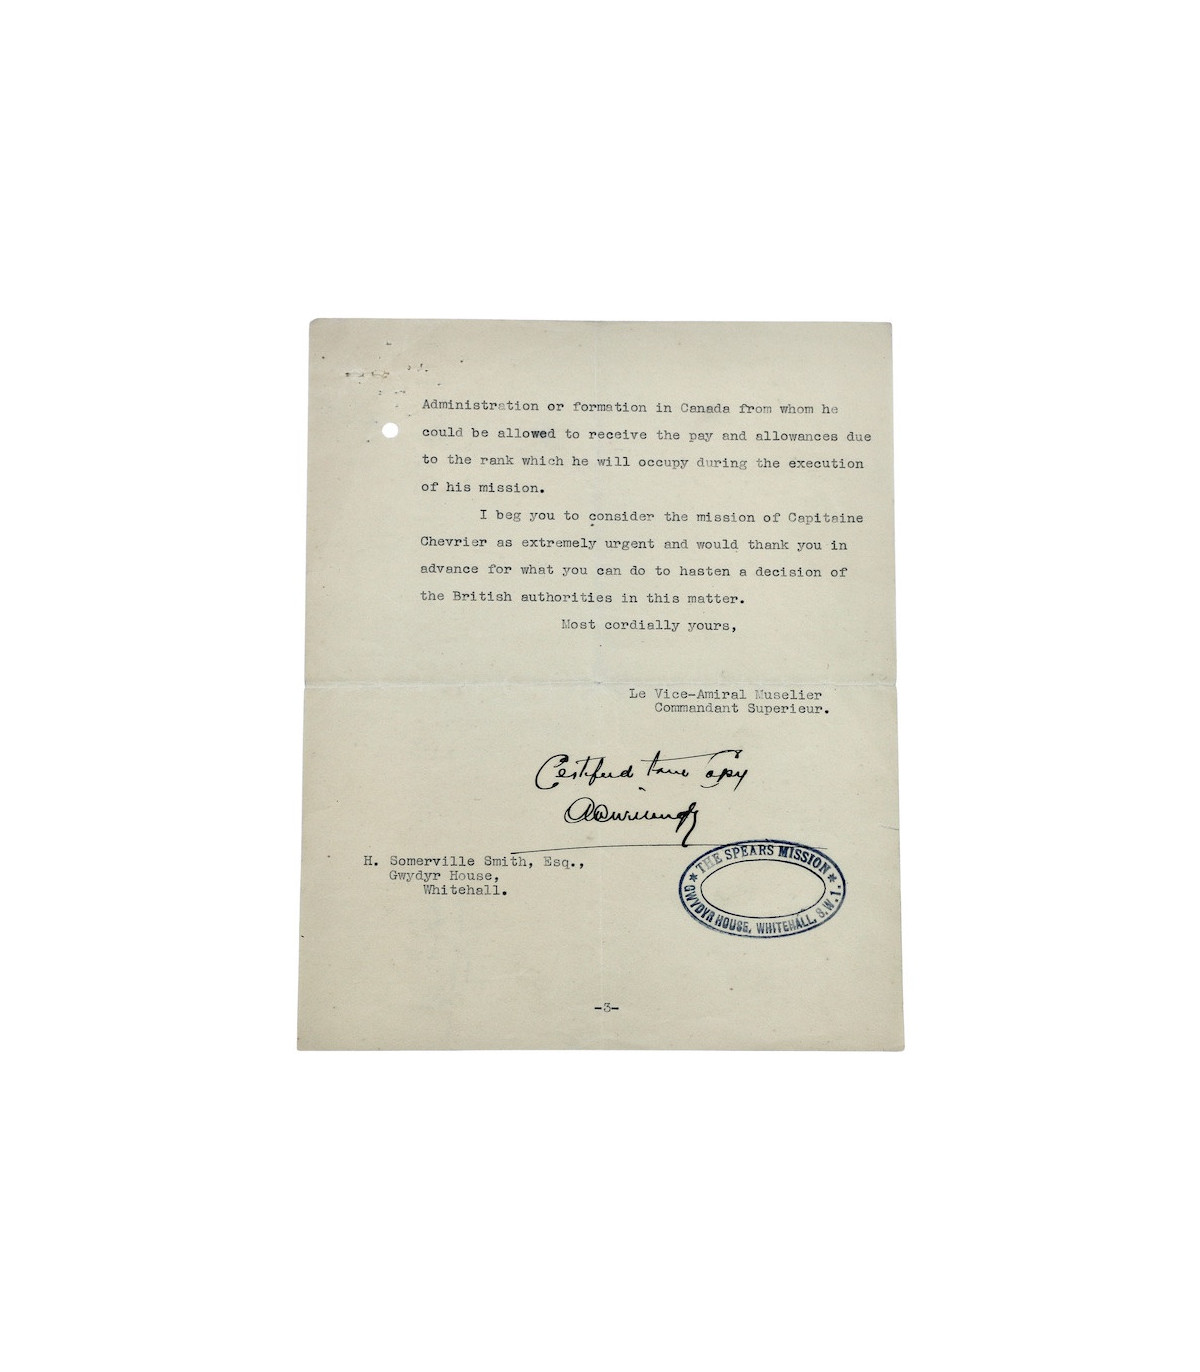 Administration or formation in Canada from whom he
could be allowed to receive the pay and allowances due
to the rank which he will occupy during the execution
of his mission.
I beg you to consider the mission of Capitaine
Chevrier as extremely urgent and would thank you in
advance for what you can do to hasten a decision of
the British authorities in this matter.
Most cordially yours,
Le Vice-Amiral Muselier
Commandant Superieur.
Certified true Copy
H. Somerville Smith, Esq.,
Gwydyr House,
Whitehall.
* THE SPEARS MISSION *
GWYDYR HOUSE, WHITEHALL, S.W.1.
-3-